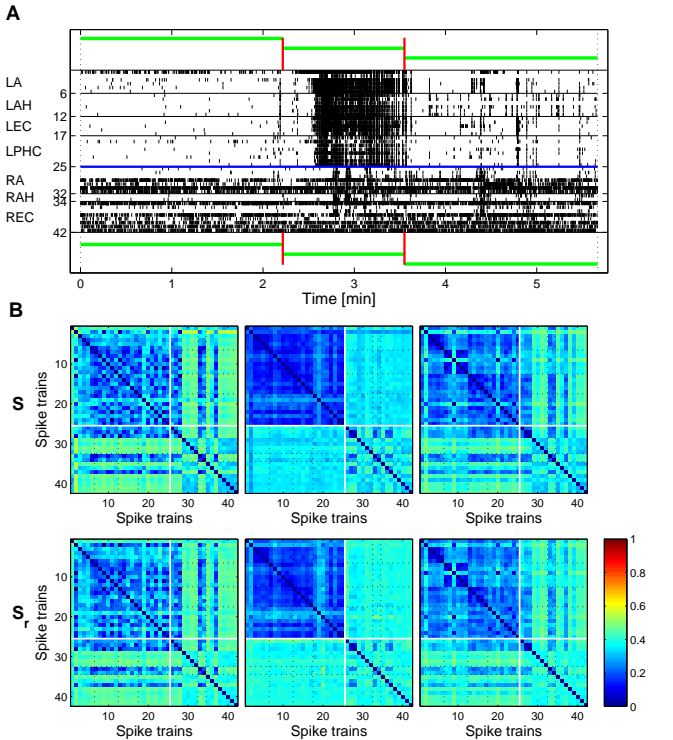 A
LA
6
LAH
12
LEC
17
LPHC
25
RA
32
RAH
34
REC
42
0 1 2 3 4 5
Time [min]
B
S
Spike trains
10
20
30
40
10 20 30 40
10 20 30 40
10 20 30 40
Spike trains Spike trains Spike trains
Sr
Spike trains
10
20
30
40
10 20 30 40
10 20 30 40
10 20 30 40
Spike trains Spike trains Spike trains
1
0.8
0.6
0.4
0.2
0